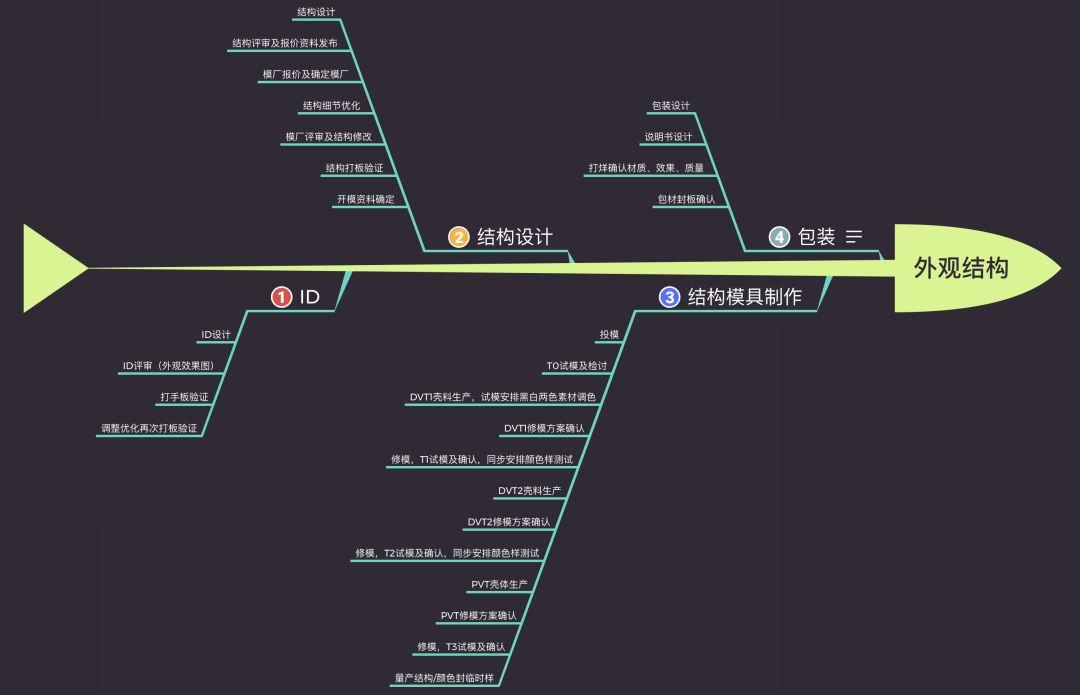 外观结构
1 ID
ID设计
ID评审（外观效果图）
打手板验证
调整优化再次打板验证
2 结构设计
结构设计
结构评审及报价资料发布
模厂报价及确定模厂
结构细节优化
模厂评审及结构修改
结构打板验证
开模资料确定
3 结构模具制作
投模
T0试模及检讨
DVT1壳料生产，试模安排黑白两色素材调色
DVT1修模方案确认
修模，T1试模及确认，同步安排颜色样测试
DVT2壳料生产
DVT2修模方案确认
修模，T2试模及确认，同步安排颜色样测试
PVT壳体生产
PVT修模方案确认
修模，T3试模及确认
量产结构/颜色封临时样
4 包装
包装设计
说明书设计
打烊确认材质、效果、质量
包材封板确认